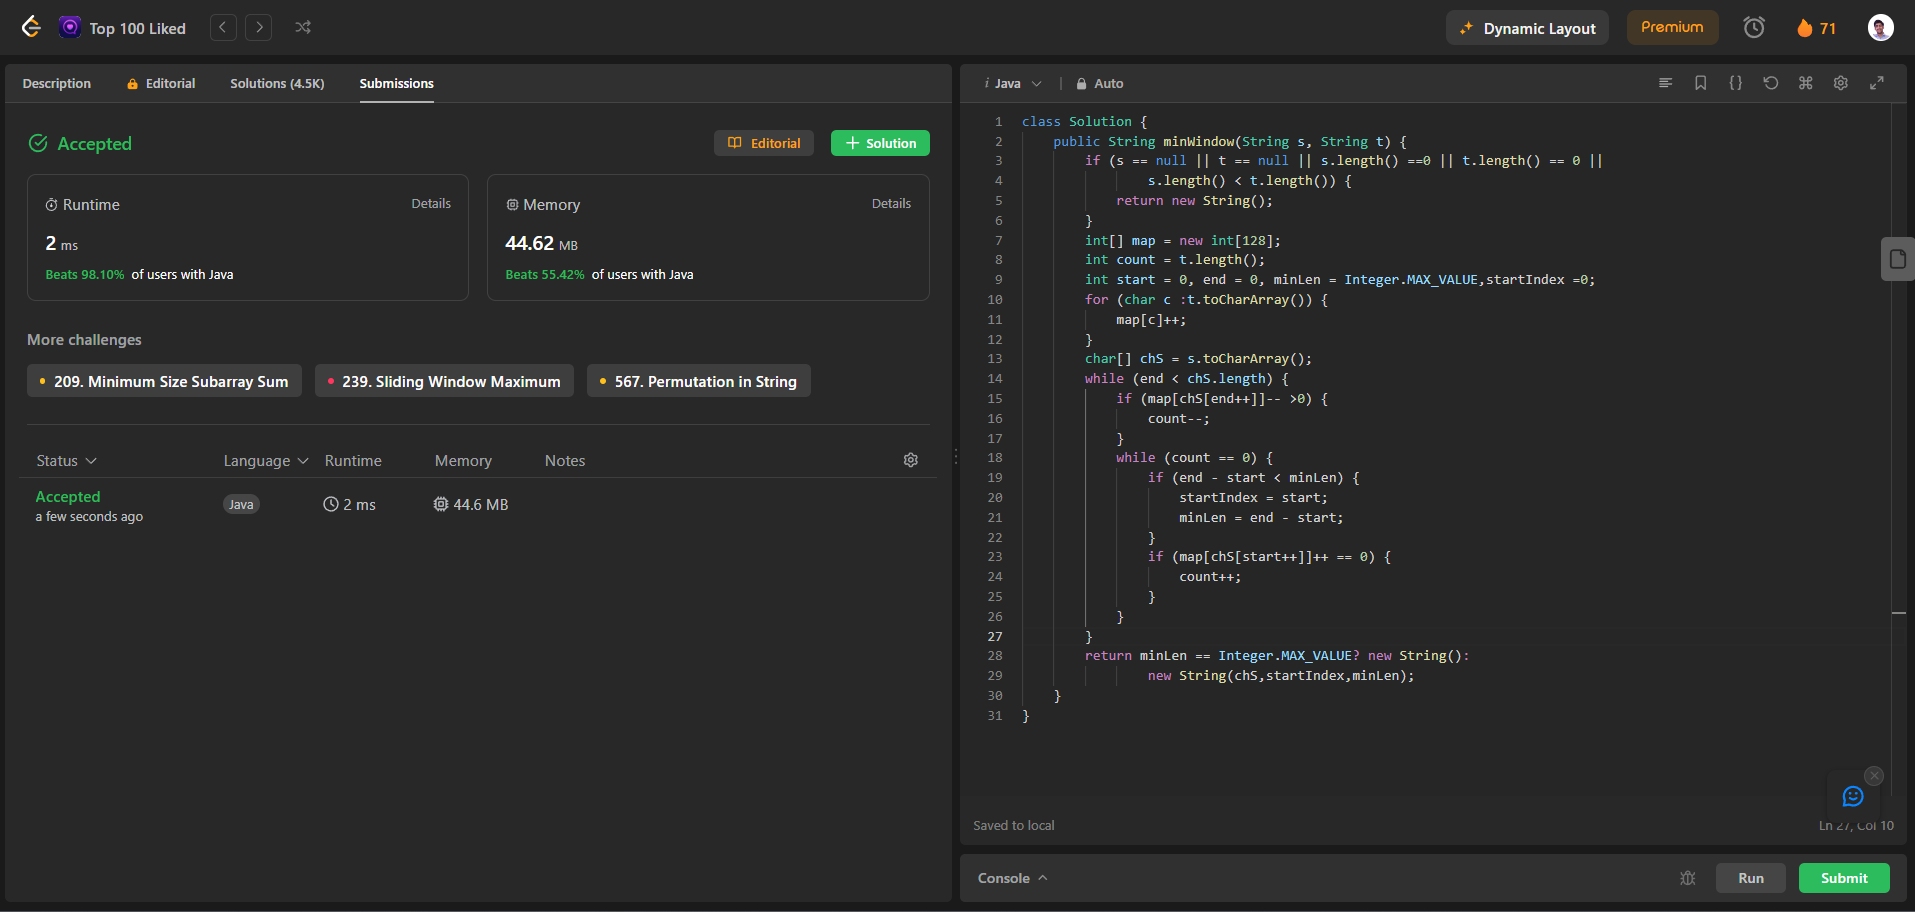 Top 100 Liked
Dynamic Layout
Premium
71
Description
Editorial
Solutions (4.5K)
Submissions
Accepted
Editorial
Solution
Runtime
Details
2 ms
Beats 98.10% of users with Java
Memory
Details
44.62 MB
Beats 55.42% of users with Java
More challenges
209. Minimum Size Subarray Sum
239. Sliding Window Maximum
567. Permutation in String
Status
Language
Runtime
Memory
Notes
Accepted
a few seconds ago
Java
2 ms
44.6 MB
i Java
Auto
1 class Solution {
2 public String minWindow(String s, String t) {
3 if (s == null || t == null || s.length() ==0 || t.length() == 0 ||
4 s.length() < t.length()) {
5 return new String();
6 }
7 int[] map = new int[128];
8 int count = t.length();
9 int start = 0, end = 0, minLen = Integer.MAX_VALUE,startIndex =0;
10 for (char c :t.toCharArray()) {
11 map[c]++;
12 }
13 char[] chS = s.toCharArray();
14 while (end < chS.length) {
15 if (map[chS[end++]]-- >0) {
16 count--;
17 }
18 while (count == 0) {
19 if (end - start < minLen) {
20 startIndex = start;
21 minLen = end - start;
22 }
23 if (map[chS[start++]]++ == 0) {
24 count++;
25 }
26 }
27 }
28 return minLen == Integer.MAX_VALUE? new String():
29 new String(chS,startIndex,minLen);
30 }
31 }
Saved to local
Ln 27, Col 10
Console
Run
Submit